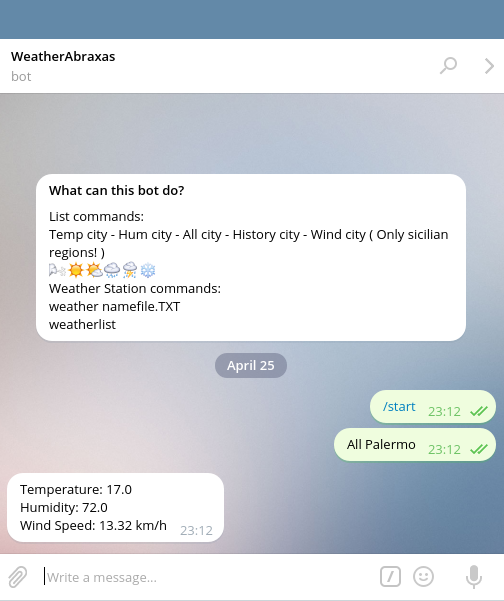 WeatherAbraxas
bot
What can this bot do?
List commands:
Temp city - Hum city - All city - History city - Wind city ( Only sicilian
regions! )
🌬☀️🌤🌧⛈❄️
Weather Station commands:
weather namefile.TXT
weatherlist
April 25
/start 23:12
All Palermo 23:12
Temperature: 17.0
Humidity: 72.0
Wind Speed: 13.32 km/h 23:12
Write a message...